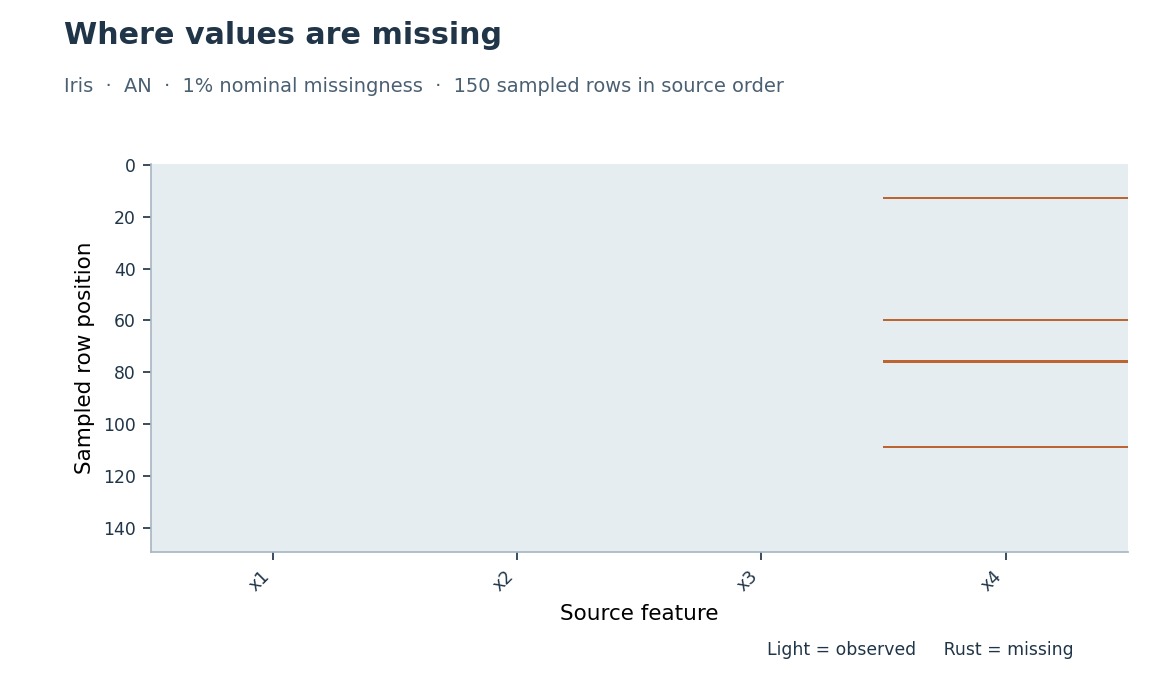 Where values are missing
Iris · AN · 1% nominal missingness · 150 sampled rows in source order
Sampled row position
0
20
40
60
80
100
120
140
x1
x2
x3
x4
Source feature
Light = observed Rust = missing